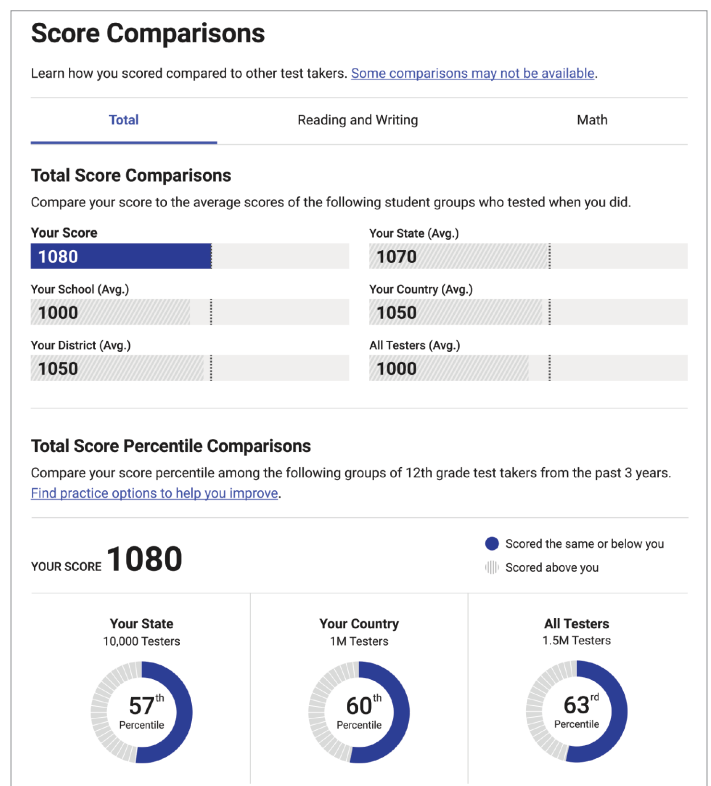 Score Comparisons
Learn how you scored compared to other test takers. Some comparisons may not be available.
Total
Reading and Writing
Math
Total Score Comparisons
Compare your score to the average scores of the following student groups who tested when you did.
Your Score
1080
Your State (Avg.)
1070
Your School (Avg.)
1000
Your Country (Avg.)
1050
Your District (Avg.)
1050
All Testers (Avg.)
1000
Total Score Percentile Comparisons
Compare your score percentile among the following groups of 12th grade test takers from the past 3 years.
Find practice options to help you improve.
YOUR SCORE 1080
Scored the same or below you
Scored above you
Your State
10,000 Testers
57th
Percentile
Your Country
1M Testers
60th
Percentile
All Testers
1.5M Testers
63rd
Percentile